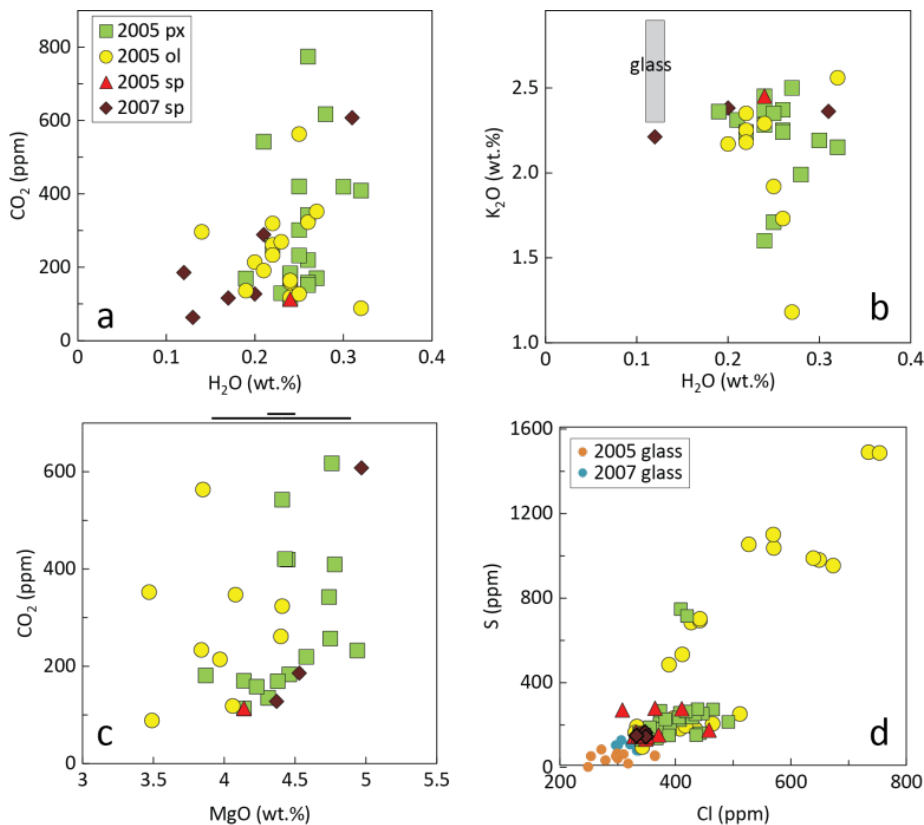 800
600
400
200
0
CO₂ (ppm)
2005 px
2005 ol
2005 sp
2007 sp
a
0 0.1 0.2 0.3 0.4
H₂O (wt.%)
2.5
2.0
1.5
1.0
K₂O (wt.%)
glass
b
0 0.1 0.2 0.3 0.4
H₂O (wt.%)
600
400
200
0
CO₂ (ppm)
c
3 3.5 4 4.5 5 5.5
MgO (wt.%)
1600
1200
800
400
0
S (ppm)
2005 glass
2007 glass
d
200 400 600 800
Cl (ppm)